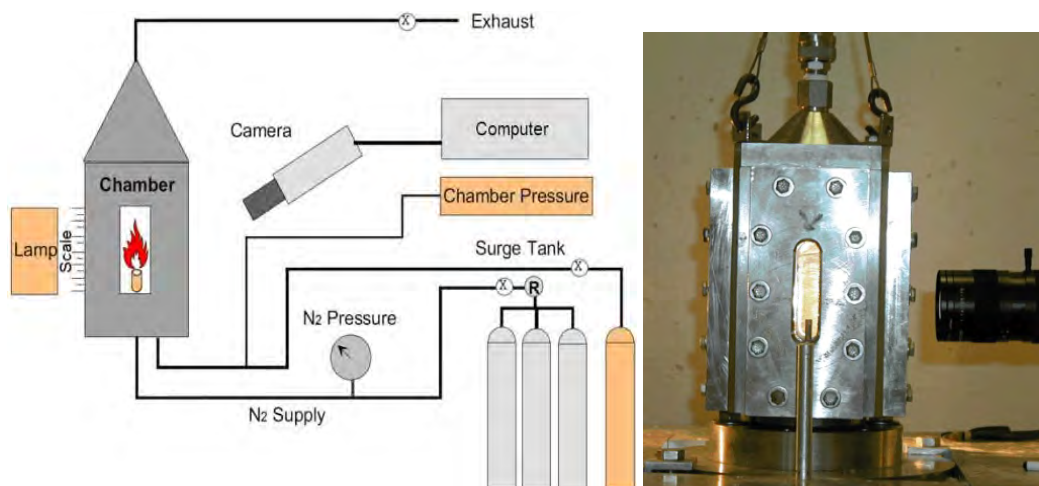 Exhaust
Camera
Computer
Chamber
Chamber Pressure
Lamp
Scale
Surge Tank
N2 Pressure
R
N2 Supply
X
X
X